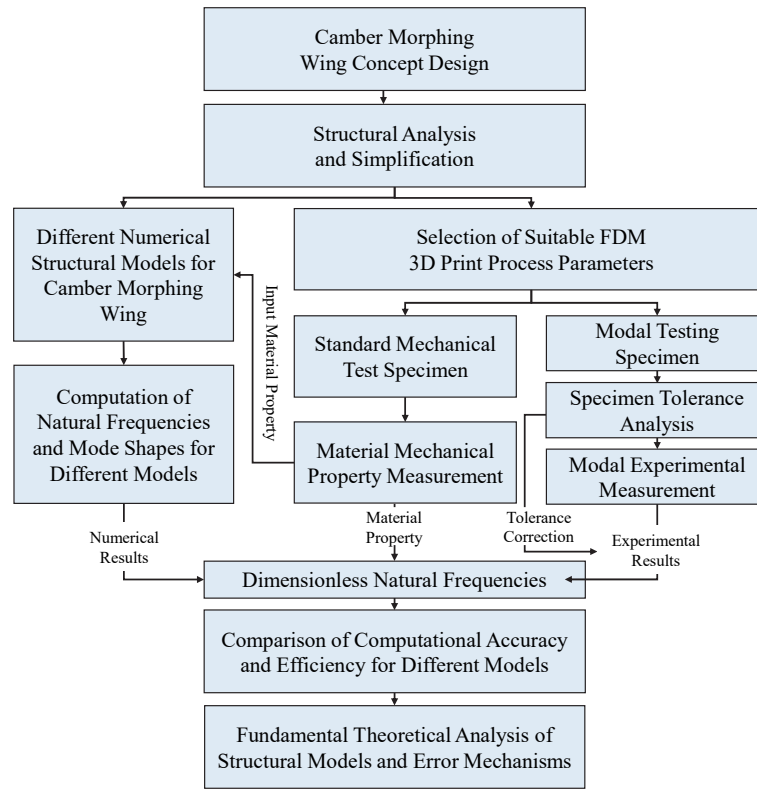 Camber Morphing
Wing Concept Design
Structural Analysis
and Simplification
Different Numerical
Structural Models for
Camber Morphing
Wing
Selection of Suitable FDM
3D Print Process Parameters
Input Material Property
Standard Mechanical
Test Specimen
Modal Testing
Specimen
Computation of
Natural Frequencies
and Mode Shapes for
Different Models
Specimen Tolerance
Analysis
Material Mechanical
Property Measurement
Modal Experimental
Measurement
Numerical
Results
Material
Property
Tolerance
Correction
Experimental
Results
Dimensionless Natural Frequencies
Comparison of Computational Accuracy
and Efficiency for Different Models
Fundamental Theoretical Analysis of
Structural Models and Error Mechanisms